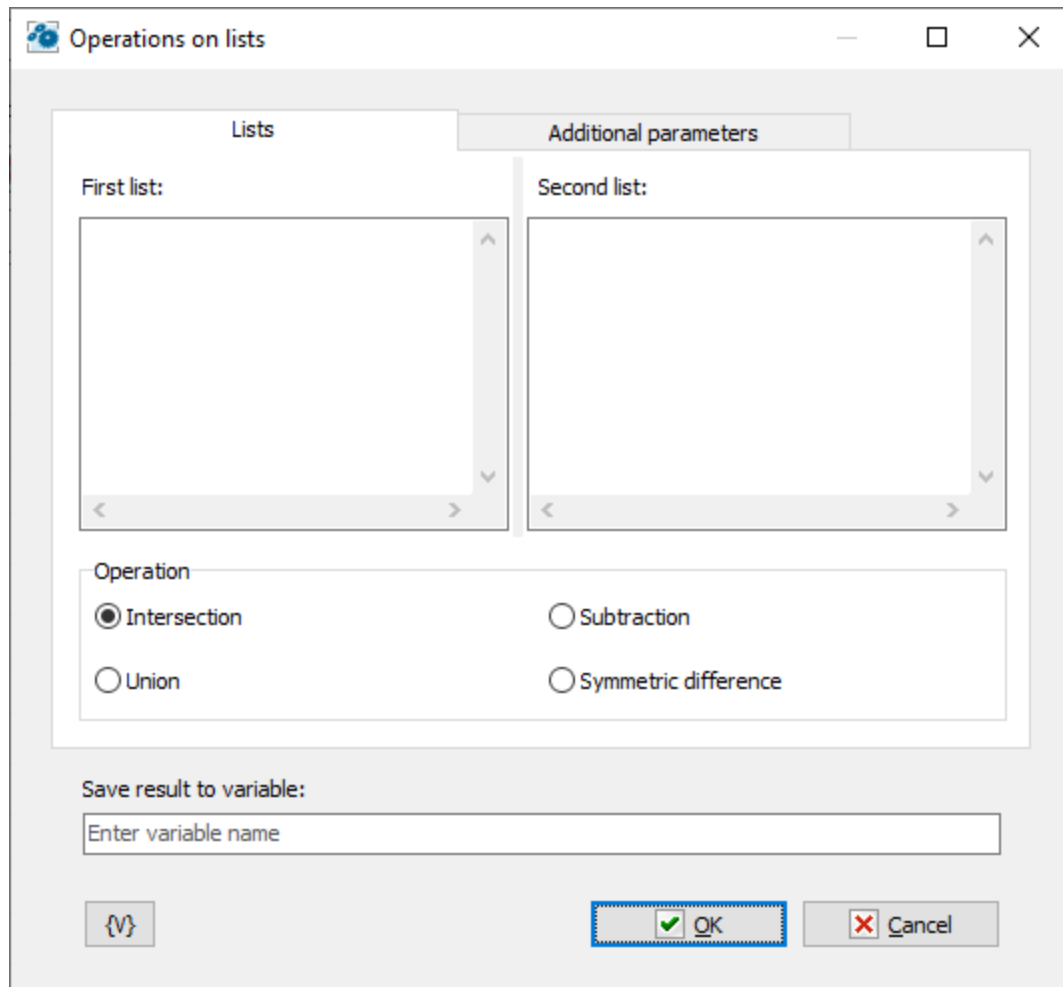 Operations on lists
Lists
Additional parameters
First list:
Second list:
Operation
Intersection
Subtraction
Union
Symmetric difference
Save result to variable:
Enter variable name
{V}
OK
Cancel